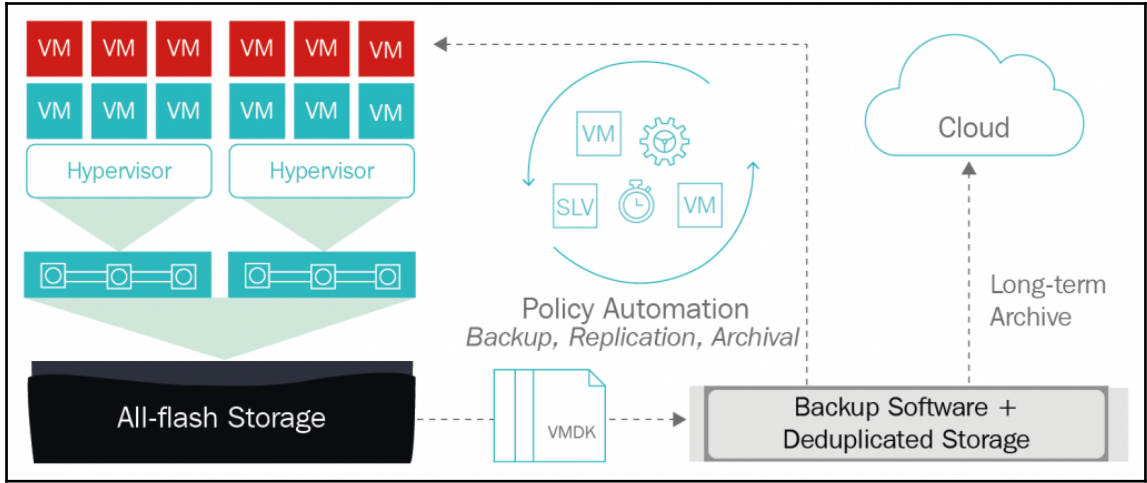 VM VM VM VM VM VM
VM VM VM VM VM VM
Hypervisor Hypervisor
All-flash Storage
VM
SLV VM
Policy Automation
Backup, Replication, Archival
VMDK
Backup Software +
Deduplicated Storage
Cloud
Long-term
Archive